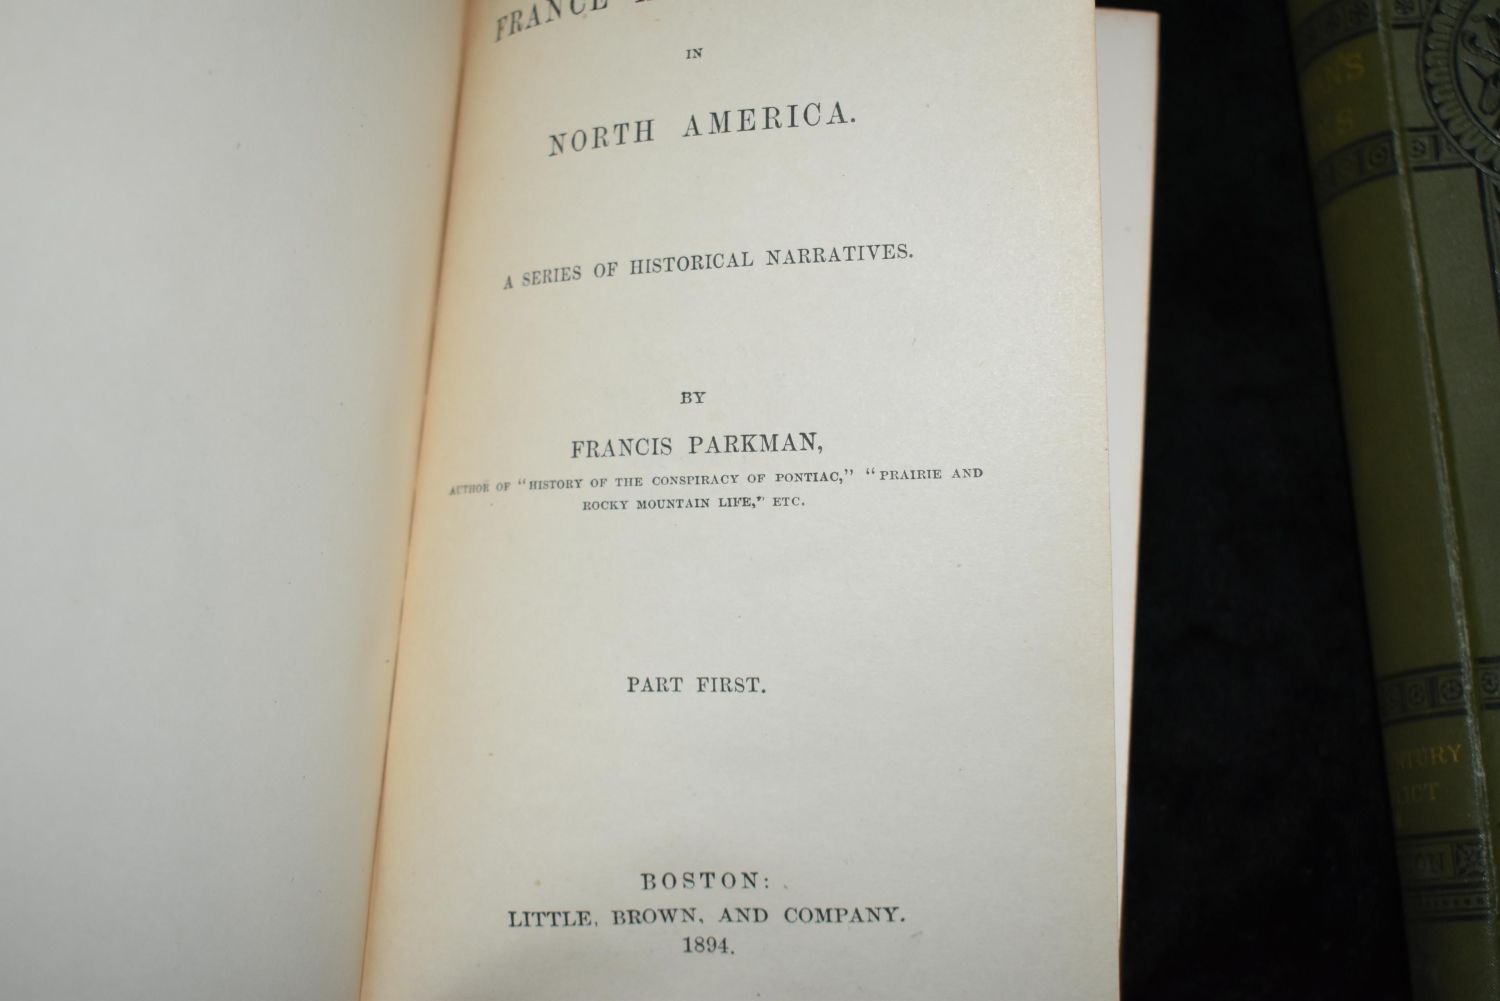 FRANCE
IN
NORTH AMERICA.
A SERIES OF HISTORICAL NARRATIVES.
BY
FRANCIS PARKMAN,
AUTHOR OF "HISTORY OF THE CONSPIRACY OF PONTIAC," "PRAIRIE AND
ROCKY MOUNTAIN LIFE," ETC.
PART FIRST.
BOSTON:
LITTLE, BROWN, AND COMPANY.
1894.